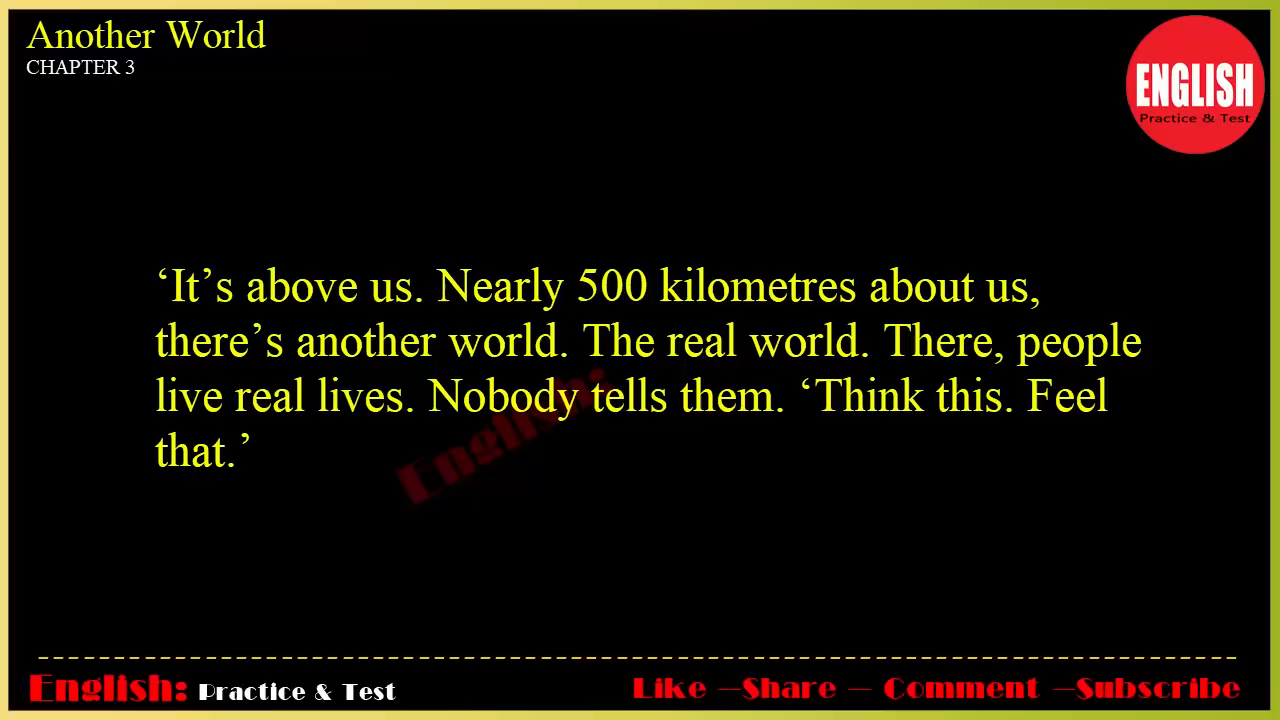 Another World
CHAPTER 3
ENGLISH
Practice & Test
‘It’s above us. Nearly 500 kilometres about us,
there’s another world. The real world. There, people
live real lives. Nobody tells them. ‘Think this. Feel
that.’
English:
English: Practice & Test
Like —Share — Comment —Subscribe